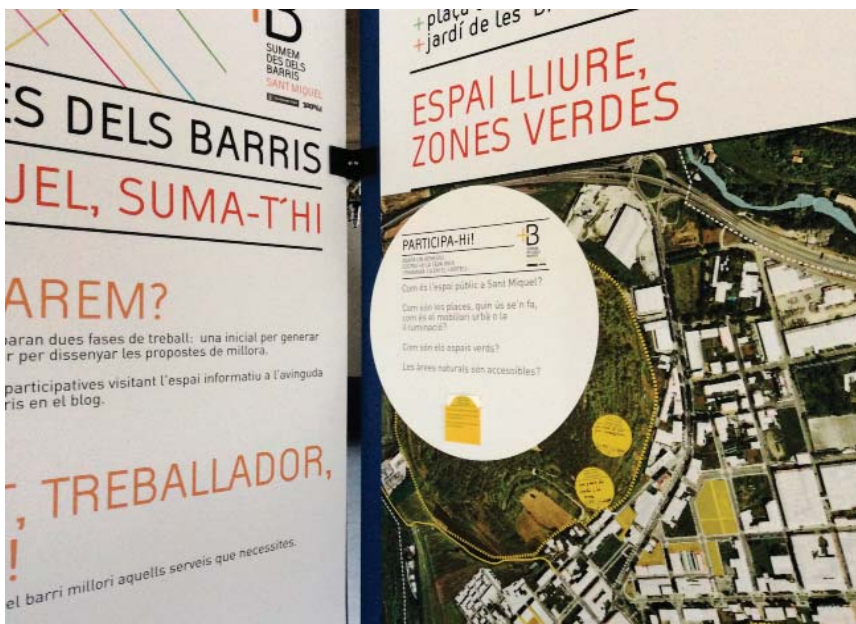 +B
SUMEM
DES DELS
BARRIS
SANT MIQUEL
ES DELS BARRIS
UEL, SUMA-T'HI
AREM?
paran dues fases de treball: una inicial per generar
r per dissenyar les propostes de millora.
participatives visitant l'espai informatiu a l'avinguda
ris en el blog.
, TREBALLADOR,
!
el barri millori aquells serveis que necessites.
+jardí de les
ESPAI LLIURE,
ZONES VERDES
PARTICIPA-Hi!
+B
Com és l'espai públic a Sant Miquel?
Com són les places, quin ús se'n fa,
com és el mobiliari urbà o la
il·luminació?
Com són els espais verds?
Les àrees naturals són accessibles?